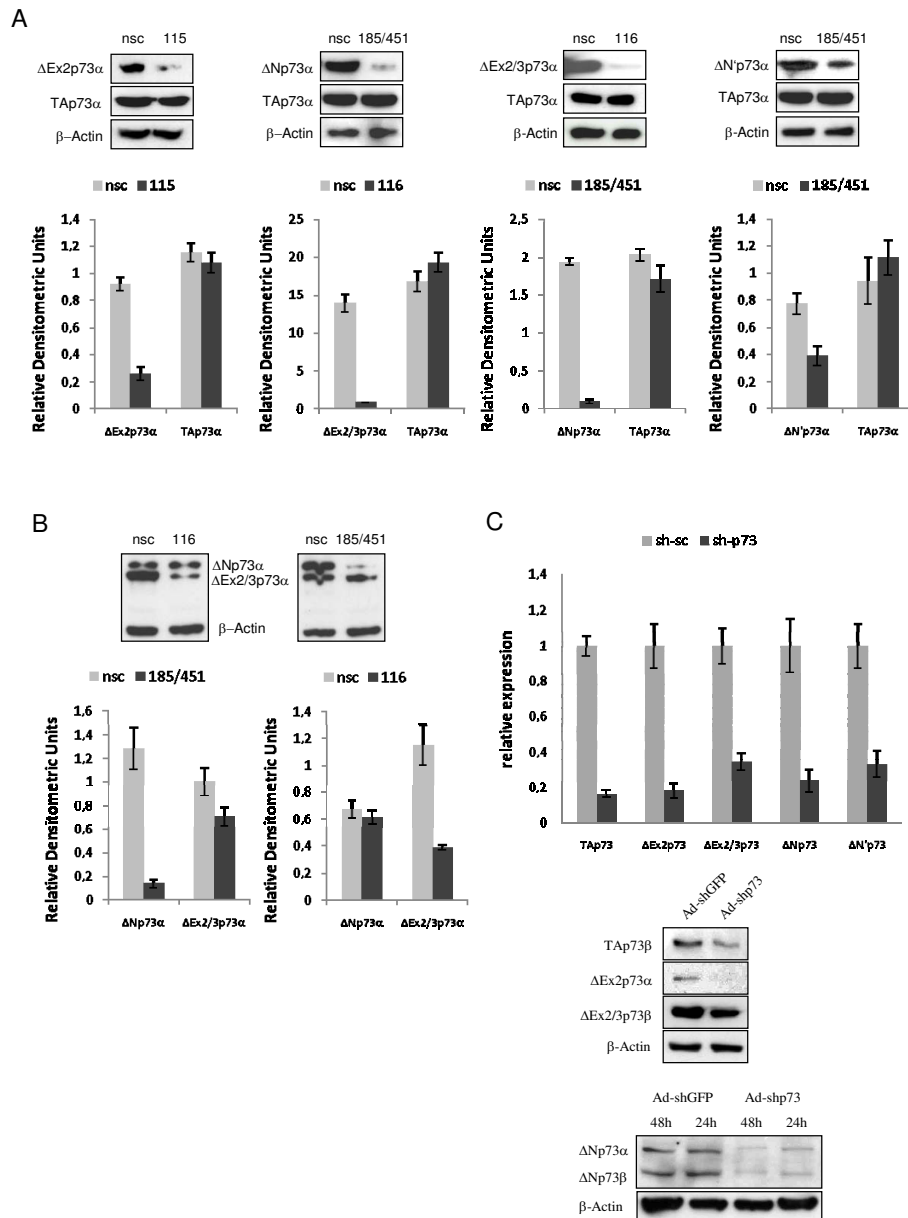 A
nsc 115
ΔEx2p73α
TAp73α
β-Actin
nsc 185/451
ΔNp73α
TAp73α
β-Actin
nsc 116
ΔEx2/3p73α
TAp73α
β-Actin
nsc 185/451
ΔN'p73α
TAp73α
β-Actin
nsc 115
Relative Densitometric Units
1,4
1,2
1
0,8
0,6
0,4
0,2
0
ΔEx2p73α TAp73α
nsc 116
Relative Densitometric Units
25
20
15
10
5
0
ΔEx2/3p73α TAp73α
nsc 185/451
Relative Densitometric Units
2,5
2
1,5
1
0,5
0
ΔNp73α TAp73α
nsc 185/451
Relative Densitometric Units
1,4
1,2
1
0,8
0,6
0,4
0,2
0
ΔN'p73α TAp73α
B
nsc 116
ΔNp73α
ΔEx2/3p73α
β-Actin
nsc 185/451
nsc 185/451
Relative Densitometric Units
1,6
1,4
1,2
1
0,8
0,6
0,4
0,2
0
ΔNp73α ΔEx2/3p73α
nsc 116
Relative Densitometric Units
1,4
1,2
1
0,8
0,6
0,4
0,2
0
ΔNp73α ΔEx2/3p73α
C
sh-sc sh-p73
relative expression
1,4
1,2
1
0,8
0,6
0,4
0,2
0
TAp73 ΔEx2p73 ΔEx2/3p73 ΔNp73 ΔN'p73
Ad-shGFP Ad-shp73
TAp73β
ΔEx2p73α
ΔEx2/3p73β
β-Actin
Ad-shGFP Ad-shp73
48h 24h 48h 24h
ΔNp73α
ΔNp73β
β-Actin